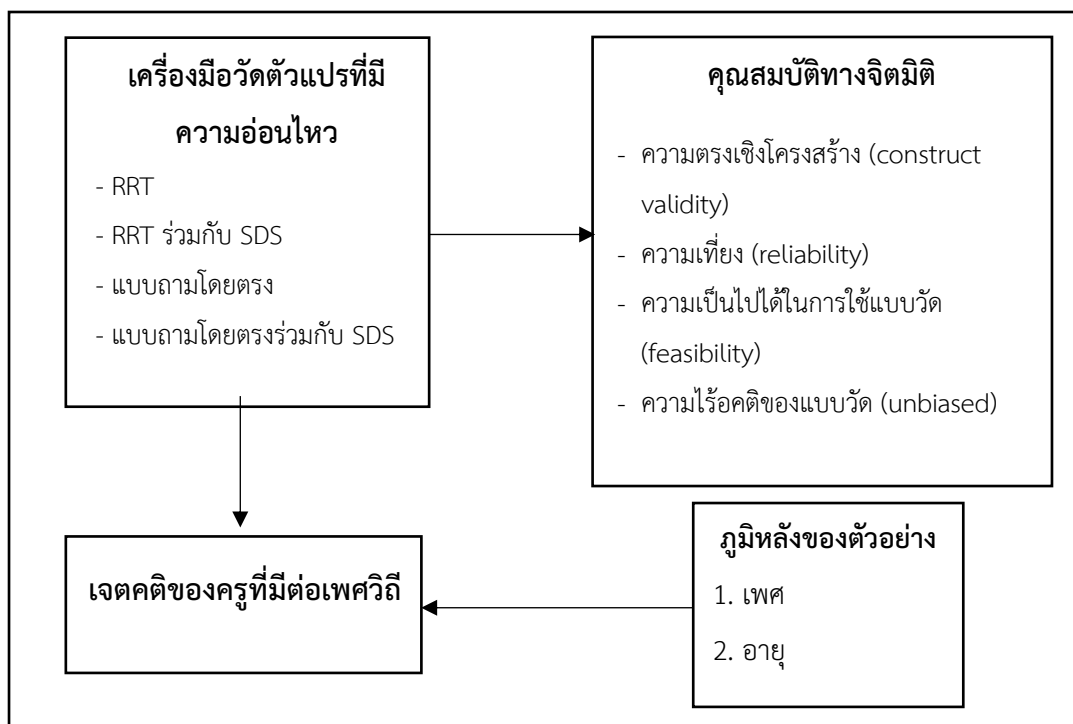 เครื่องมือวัดตัวแปรที่มี
ความอ่อนไหว
- RRT
- RRT ร่วมกับ SDS
- แบบถามโดยตรง
- แบบถามโดยตรงร่วมกับ SDS
คุณสมบัติทางจิตมิติ
- ความตรงเชิงโครงสร้าง (construct
validity)
- ความเที่ยง (reliability)
- ความเป็นไปได้ในการใช้แบบวัด
(feasibility)
- ความไร้อคติของแบบวัด (unbiased)
เจตคติของครูที่มีต่อเพศวิถี
ภูมิหลังของตัวอย่าง
1. เพศ
2. อายุ